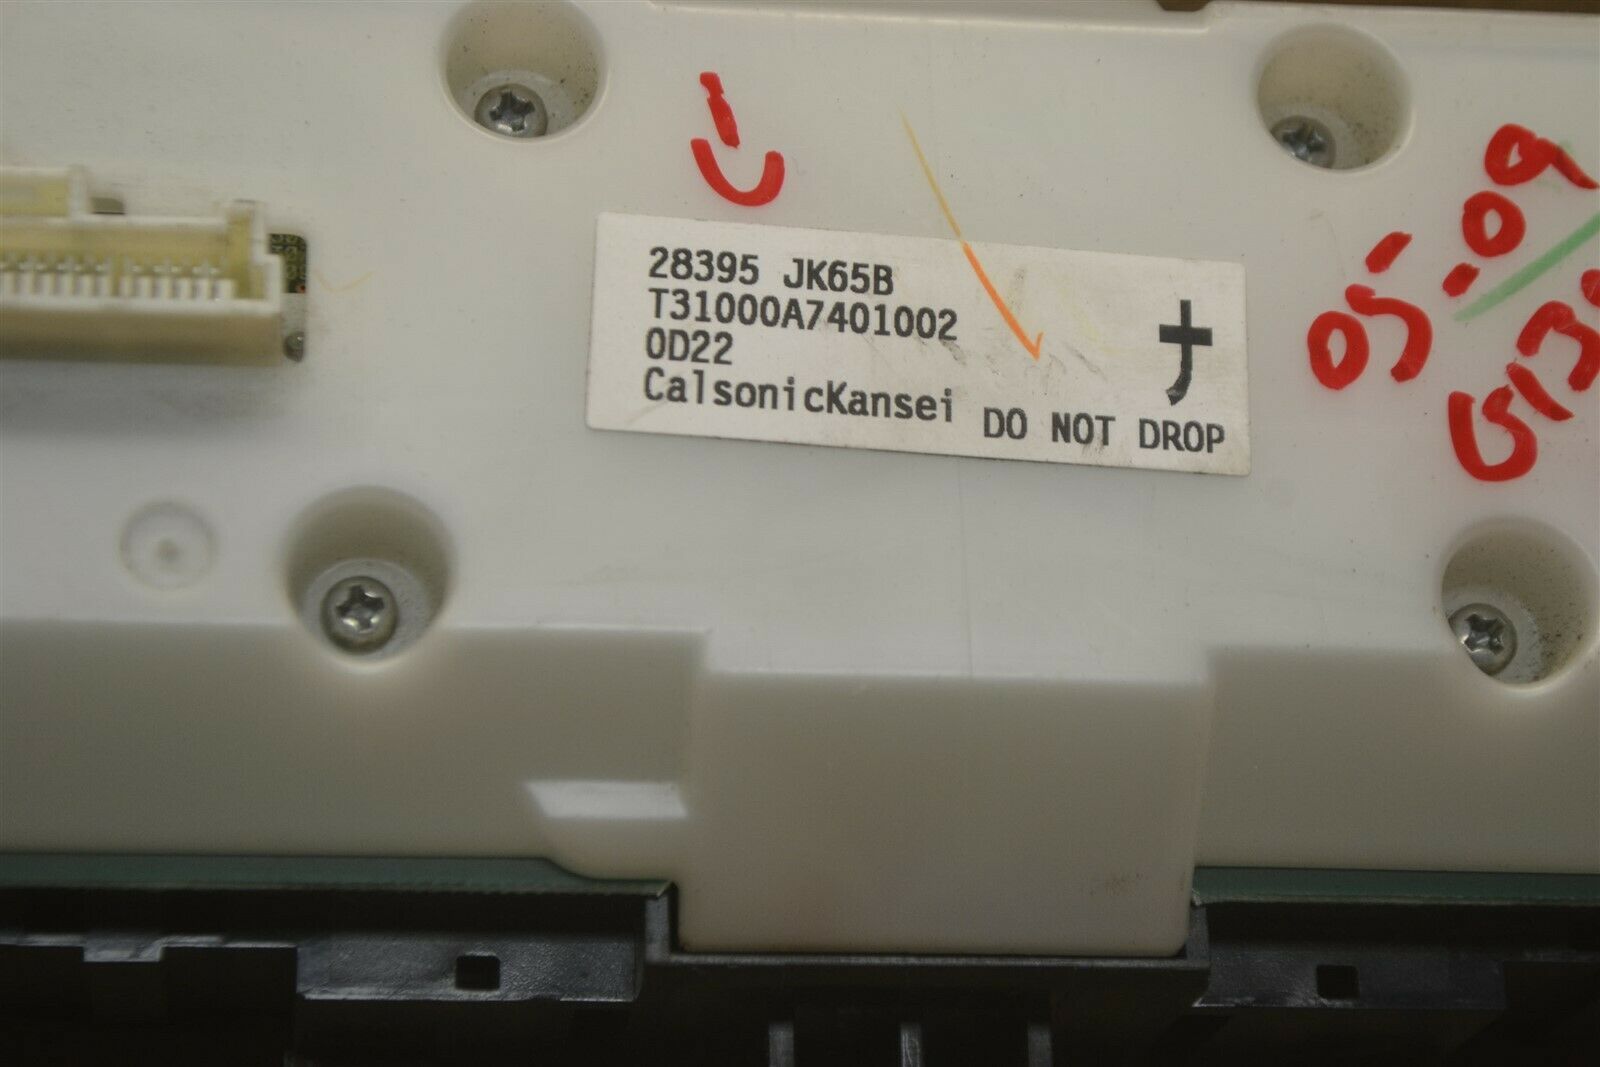 28395 JK65B
T31000A7401002
0D22
CalsonicKansei
DO NOT DROP
05-09